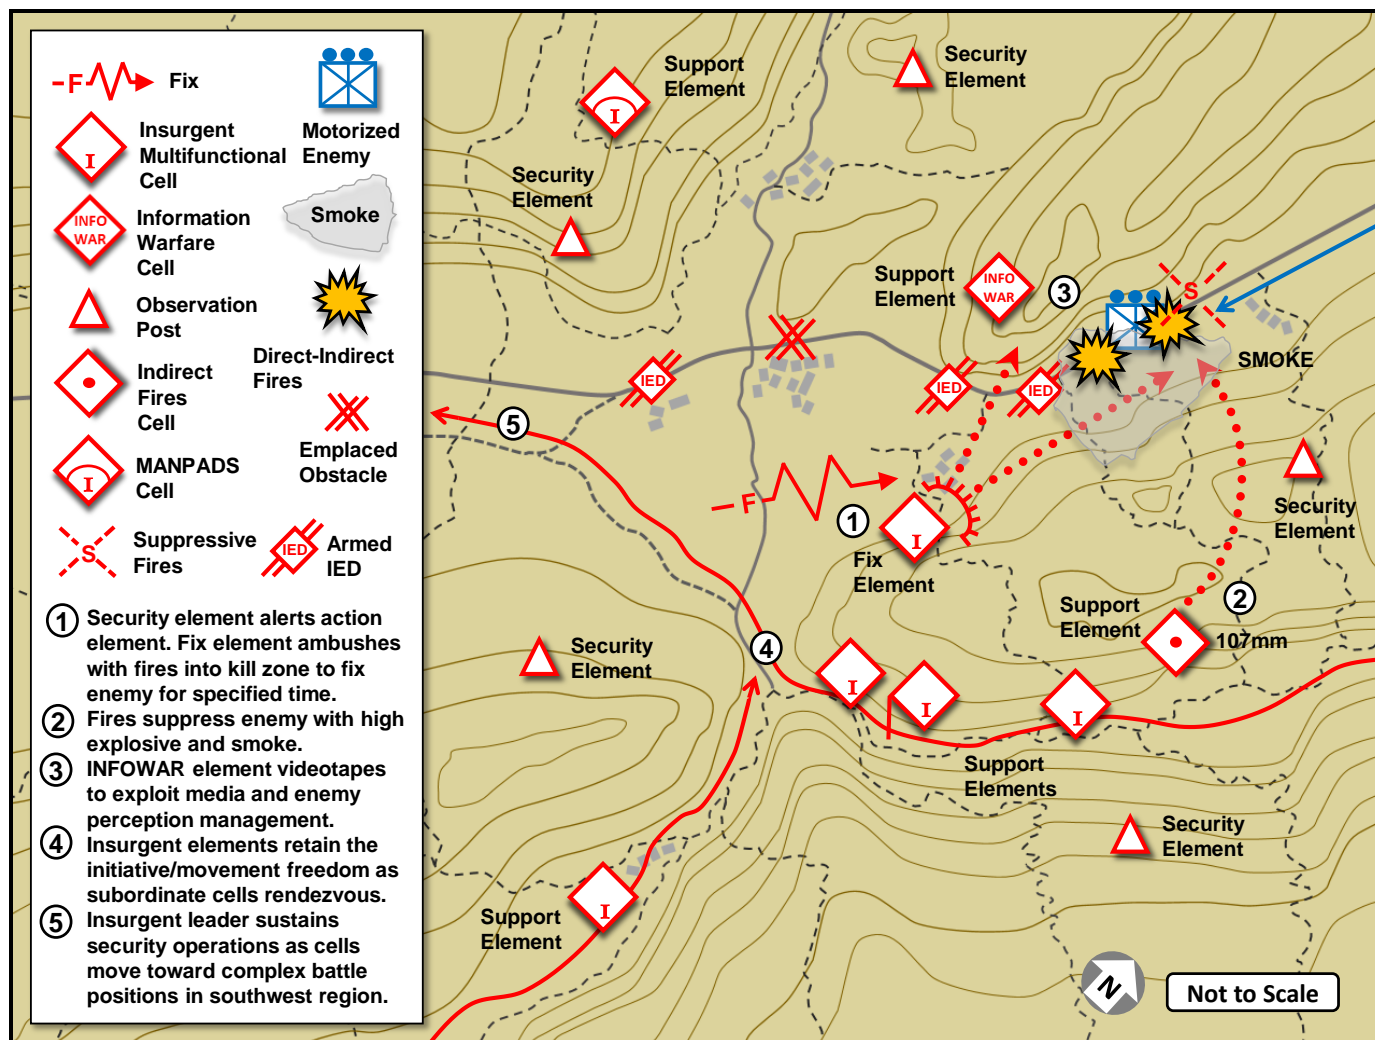 F
Fix
I
Insurgent
Multifunctional
Cell
INFO
WAR
Information
Warfare
Cell
Observation
Post
Indirect
Fires
Cell
I
MANPADS
Cell
S
Suppressive
Fires
Motorized
Enemy
Smoke
Direct-Indirect
Fires
Emplaced
Obstacle
IED
Armed
IED
1
Security element alerts action
element. Fix element ambushes
with fires into kill zone to fix
enemy for specified time.
2
Fires suppress enemy with high
explosive and smoke.
3
INFOWAR element videotapes
to exploit media and enemy
perception management.
4
Insurgent elements retain the
initiative/movement freedom as
subordinate cells rendezvous.
5
Insurgent leader sustains
security operations as cells
move toward complex battle
positions in southwest region.
I
Support
Element
Security
Element
Security
Element
Support
Element
INFO
WAR
3
S
SMOKE
IED
IED
IED
5
F
1
I
Fix
Element
Security
Element
2
Support
Element
107mm
Security
Element
4
I
I
I
Support
Elements
Security
Element
I
Support
Element
N
Not to Scale